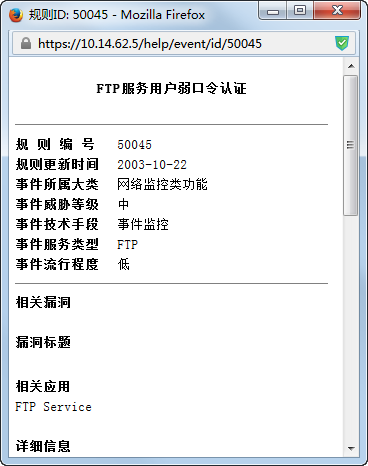 规则ID: 50045 - Mozilla Firefox
https://10.14.62.5/help/event/id/50045
FTP服务用户弱口令认证
规 则 编 号 50045
规则更新时间 2003-10-22
事件所属大类 网络监控类功能
事件威胁等级 中
事件技术手段 事件监控
事件服务类型 FTP
事件流行程度 低
相关漏洞
漏洞标题
相关应用
FTP Service
详细信息